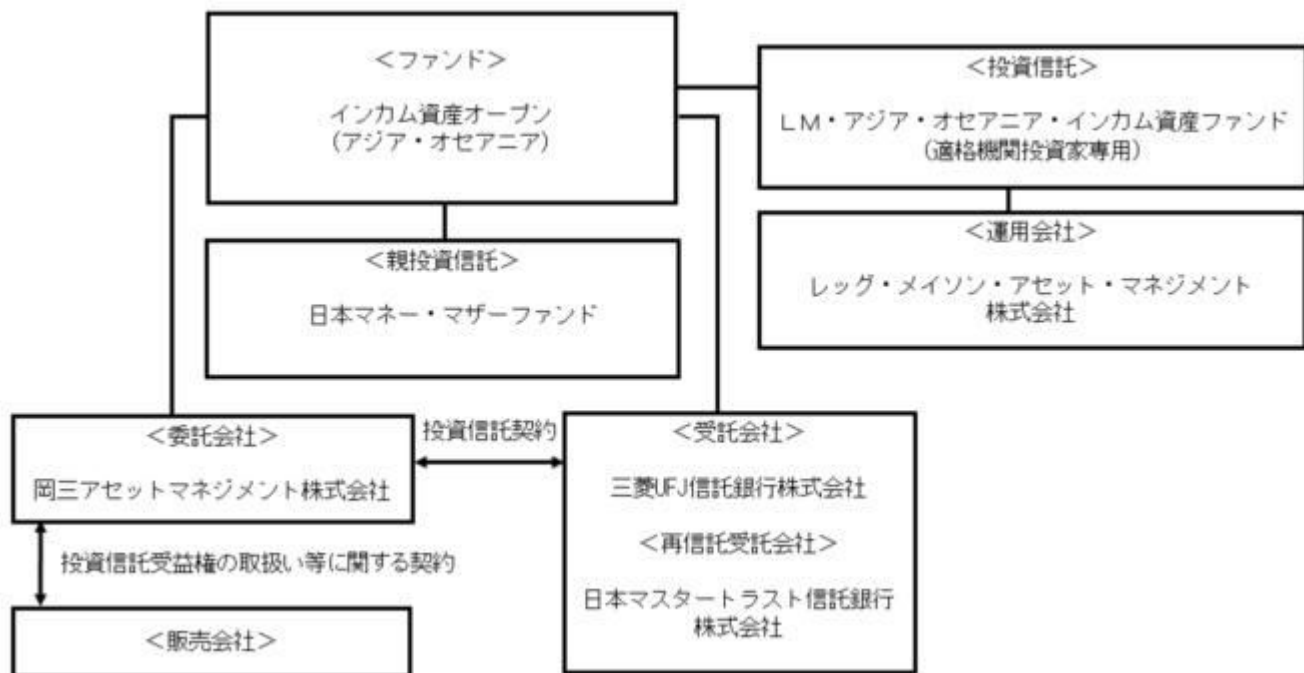 ＜ファンド＞
インカム資産オープン
（アジア・オセアニア）
＜投資信託＞
ＬＭ・アジア・オセアニア・インカム資産ファンド
（適格機関投資家専用）
＜運用会社＞
レッグ・メイソン・アセット・マネジメント
株式会社
＜親投資信託＞
日本マネー・マザーファンド
＜委託会社＞
岡三アセットマネジメント株式会社
投資信託契約
＜受託会社＞
三菱UFJ信託銀行株式会社
＜再信託受託会社＞
日本マスタートラスト信託銀行
株式会社
投資信託受益権の取扱い等に関する契約
＜販売会社＞